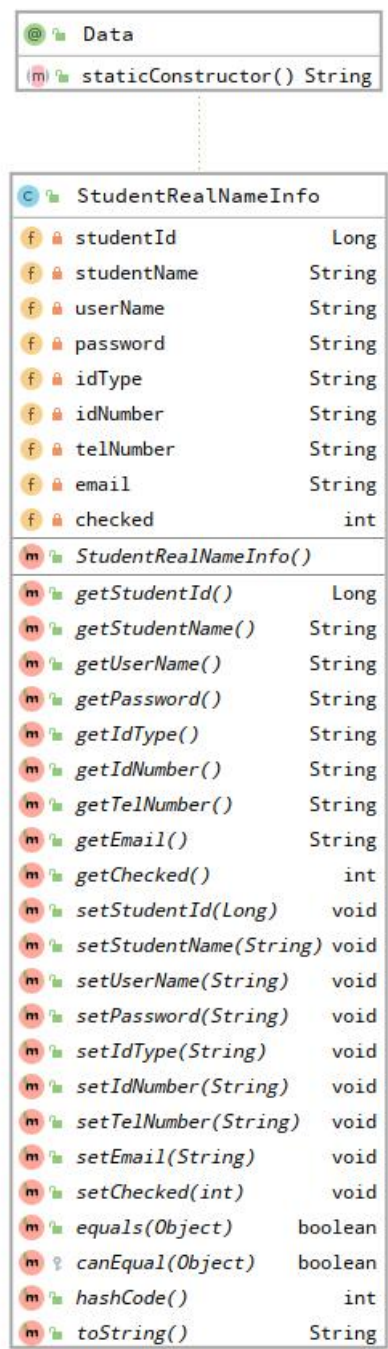 @ Data
m staticConstructor() String
C StudentRealNameInfo
f studentId Long
f studentName String
f userName String
f password String
f idType String
f idNumber String
f telNumber String
f email String
f checked int
m StudentRealNameInfo()
m getStudentId() Long
m getStudentName() String
m getUserName() String
m getPassword() String
m getIdType() String
m getIdNumber() String
m getTelNumber() String
m getEmail() String
m getChecked() int
m setStudentId(Long) void
m setStudentName(String) void
m setUserName(String) void
m setPassword(String) void
m setIdType(String) void
m setIdNumber(String) void
m setTelNumber(String) void
m setEmail(String) void
m setChecked(int) void
m equals(Object) boolean
m canEqual(Object) boolean
m hashCode() int
m toString() String